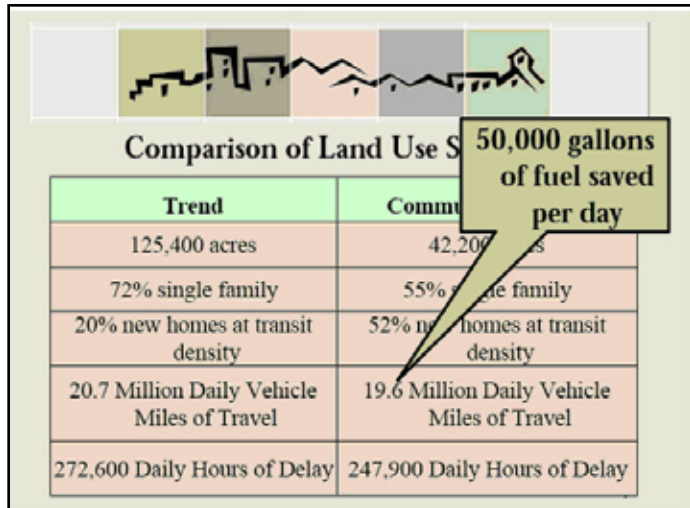 Comparison of Land Use S
50,000 gallons
of fuel saved
per day
Trend
Commu
125,400 acres
42,200
72% single family
55% single family
20% new homes at transit
density
52% new homes at transit
density
20.7 Million Daily Vehicle
Miles of Travel
19.6 Million Daily Vehicle
Miles of Travel
272,600 Daily Hours of Delay
247,900 Daily Hours of Delay